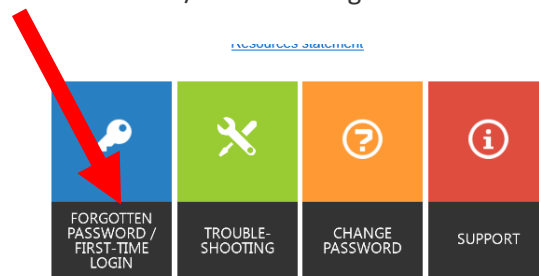 Resources statement
FORGOTTEN
PASSWORD /
FIRST-TIME
LOGIN
TROUBLE-
SHOOTING
CHANGE
PASSWORD
SUPPORT